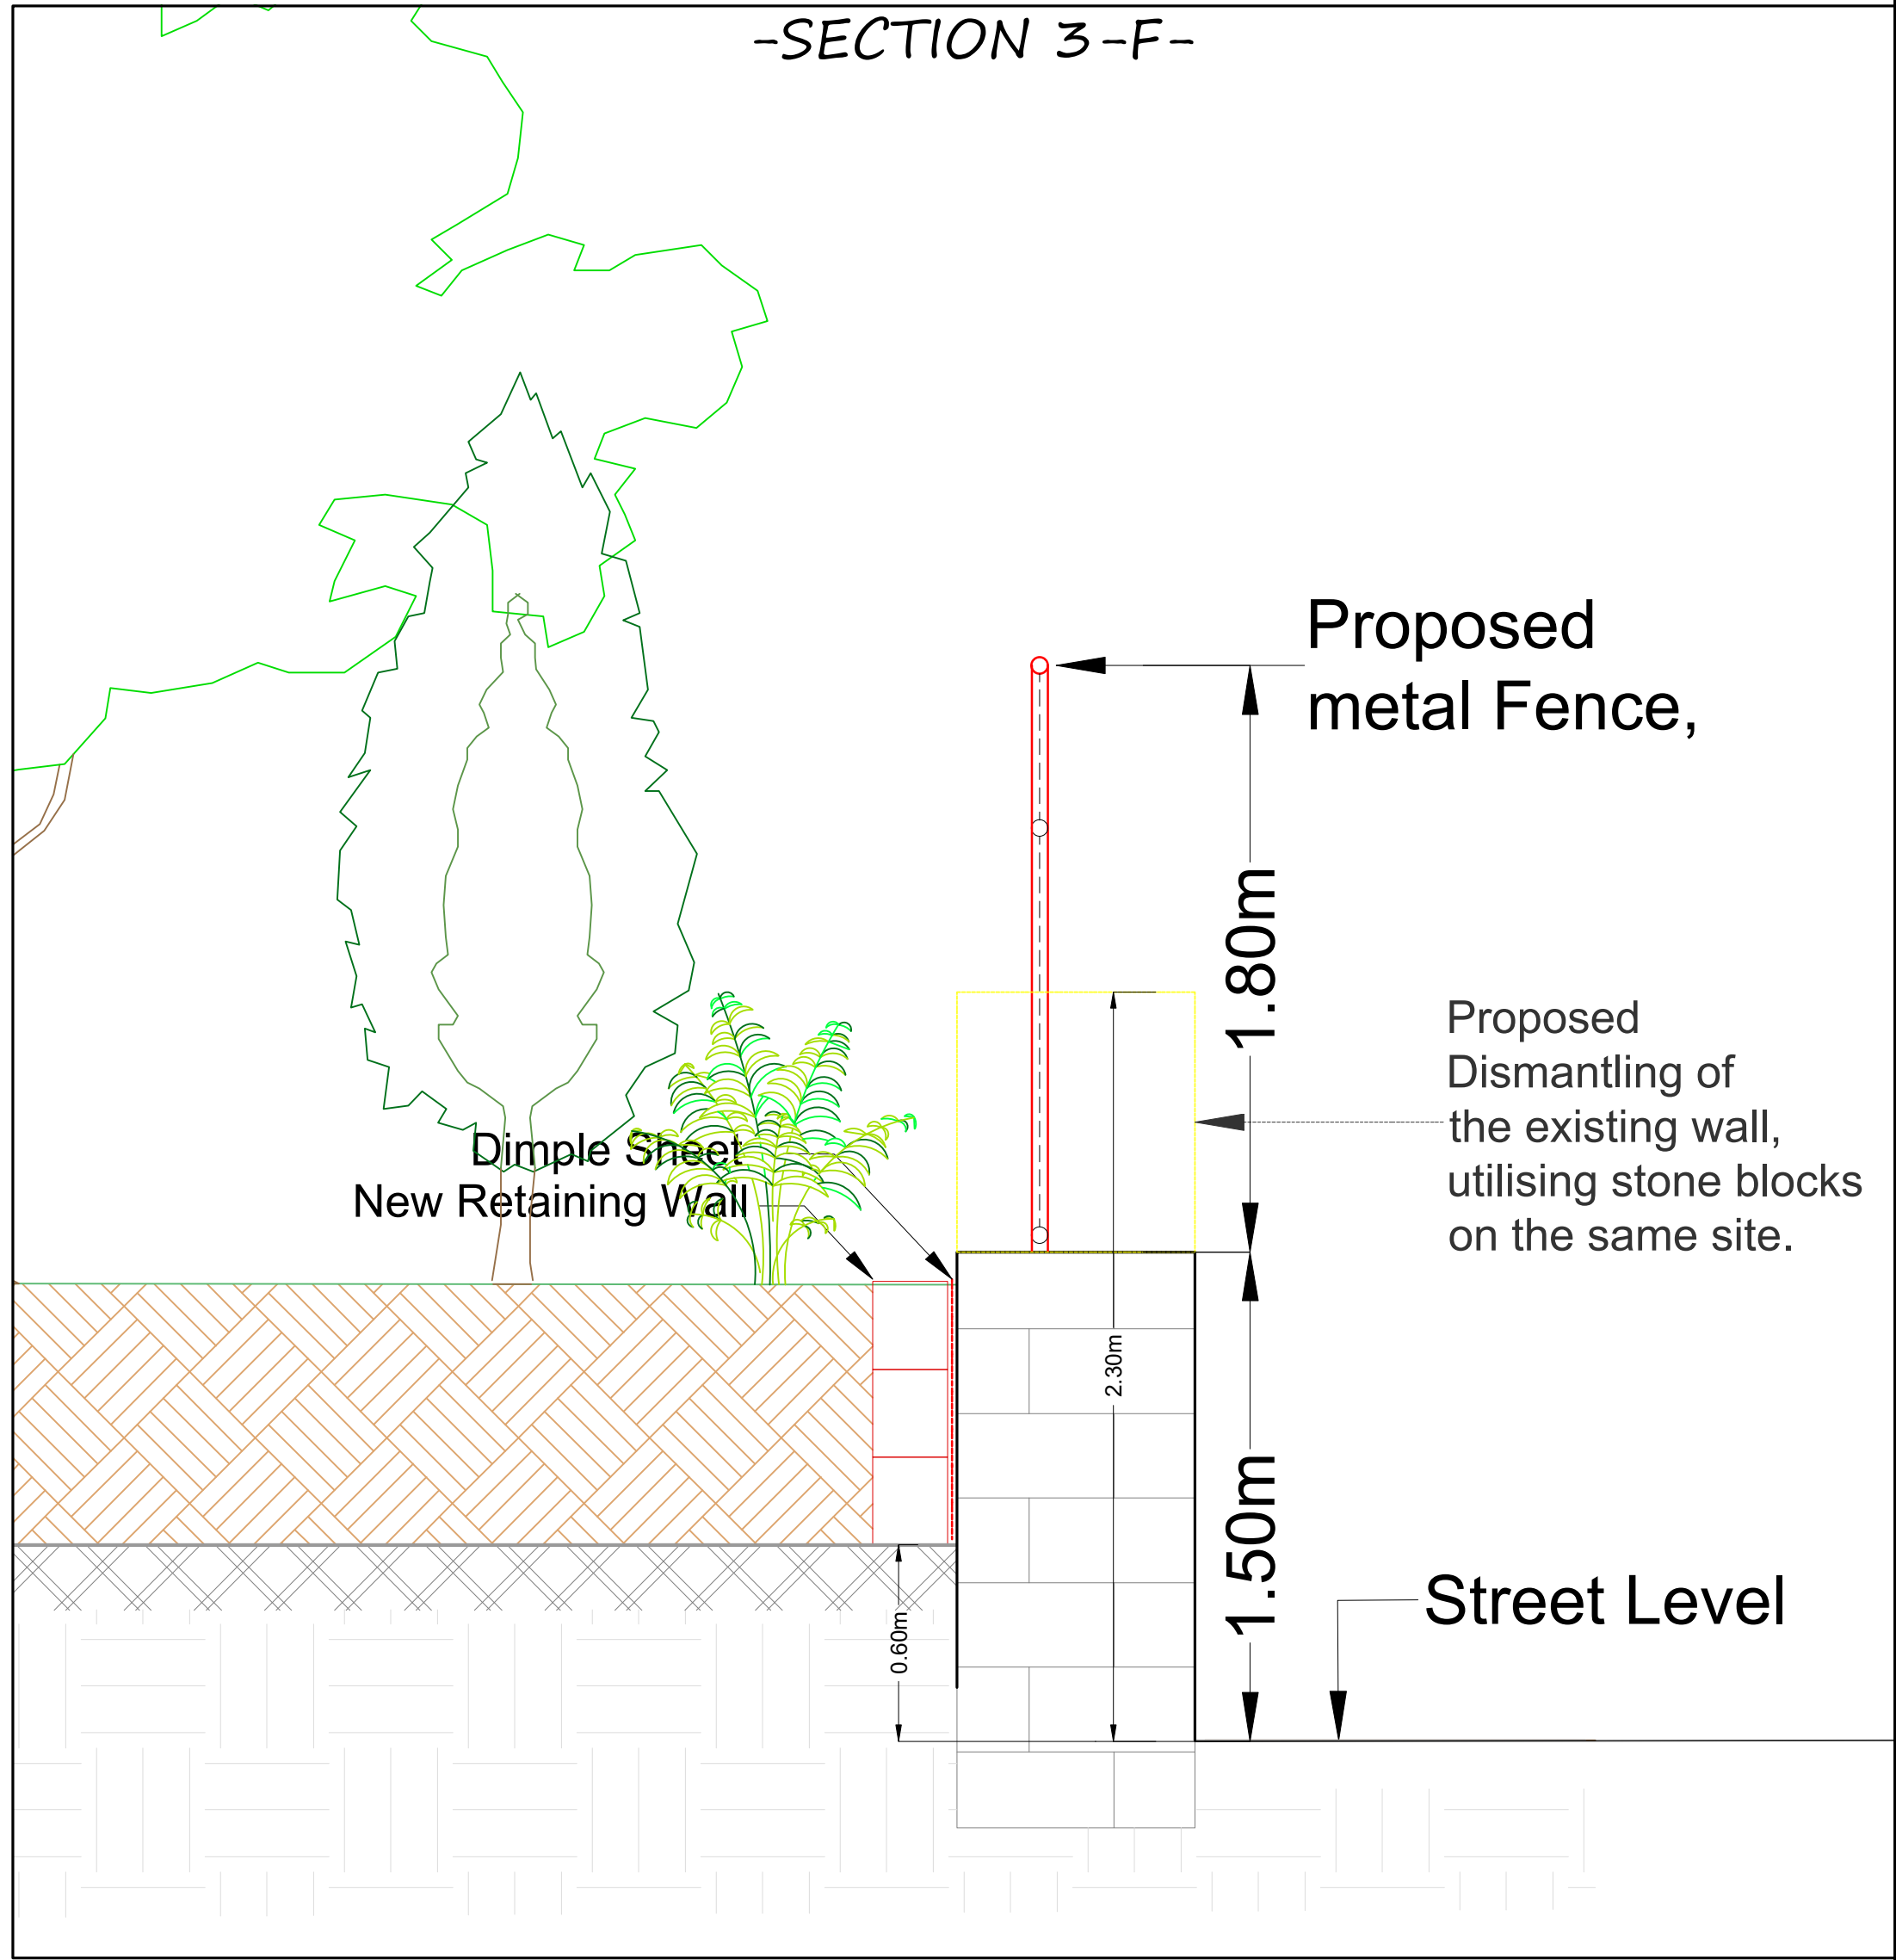 -SECTION 3-F-
Proposed
metal Fence,
1.80m
Proposed
Dismantling of
the existing wall,
utilising stone blocks
on the same site.
Dimple Sheet
New Retaining Wall
2.30m
1.50m
0.60m
Street Level